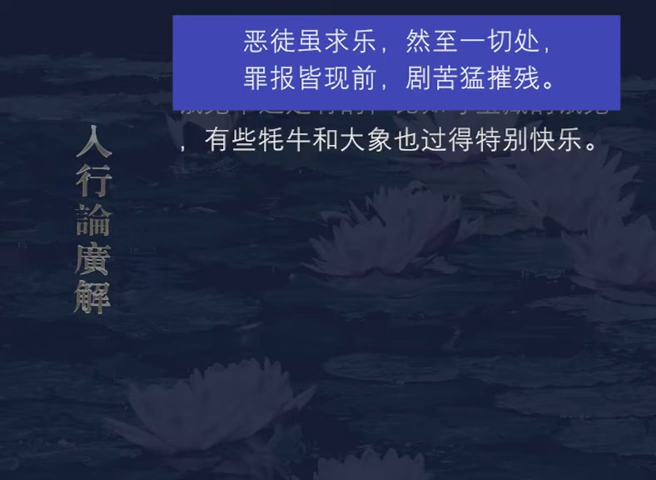 恶徒虽求乐，然至一切处，
罪报皆现前，剧苦猛摧残。
，有些牦牛和大象也过得特别快乐。
入行論廣解